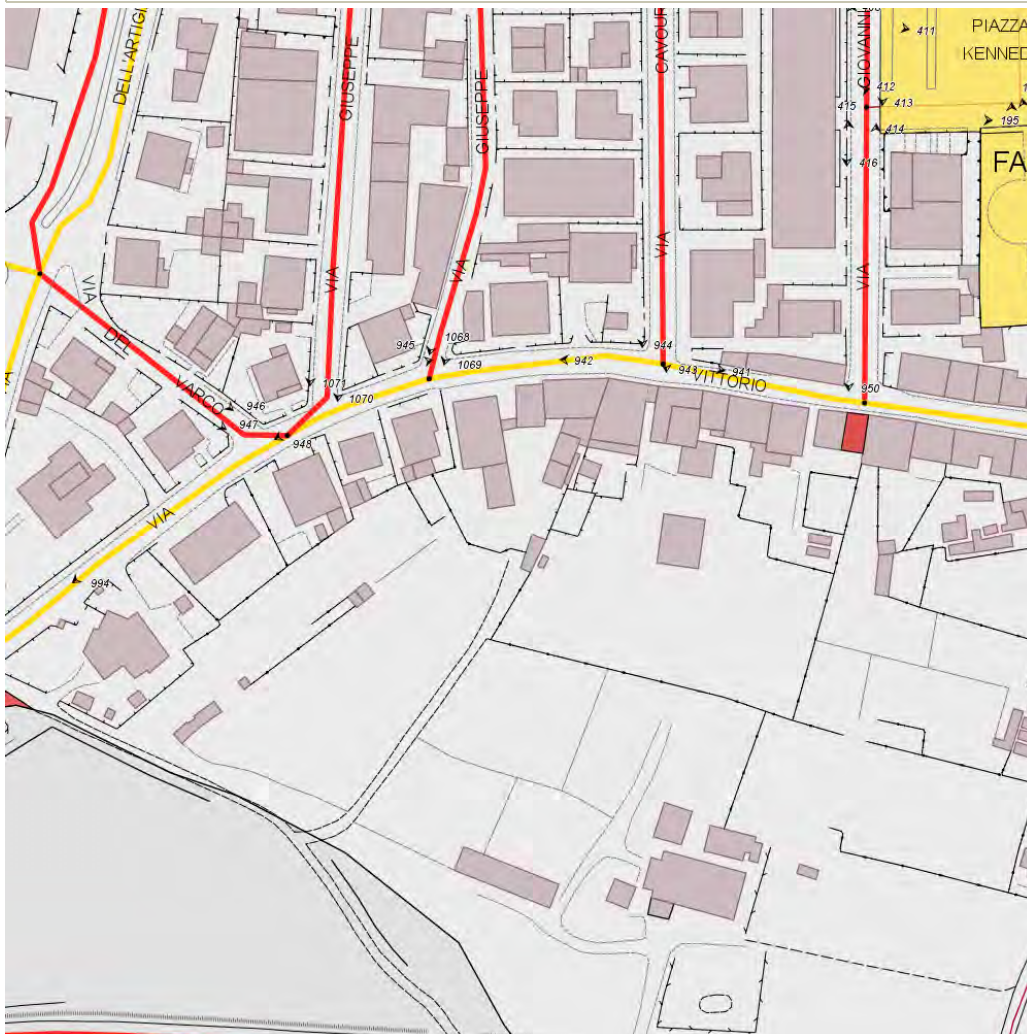 DELL'ARTIGI
GIUSEPPE
GIUSEPPE
CAVOUR
GIOVANNI
411
PIAZZA
KENNED
412
415
413
195
414
416
FA
VIA
VIA
VIA
VIA
VIA
DEL
VARCO
945
1068
1069
942
944
943
941
VITTORIO
950
1071
1070
946
947
948
VIA
994